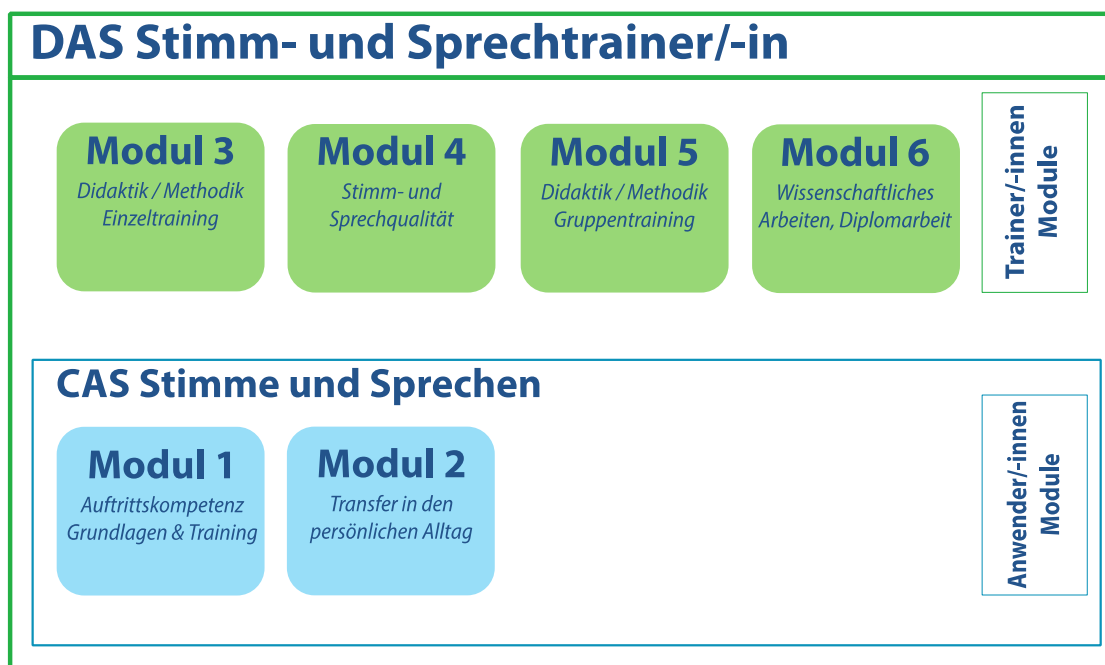 DAS Stimm- und Sprechtrainer/-in
Modul 3
Didaktik / Methodik
Einzeltraining
Modul 4
Stimm- und
Sprechqualität
Modul 5
Didaktik / Methodik
Gruppentraining
Modul 6
Wissenschaftliches
Arbeiten, Diplomarbeit
Trainer/-innen
Module
CAS Stimme und Sprechen
Modul 1
Auftrittskompetenz
Grundlagen & Training
Modul 2
Transfer in den
persönlichen Alltag
Anwender/-innen
Module